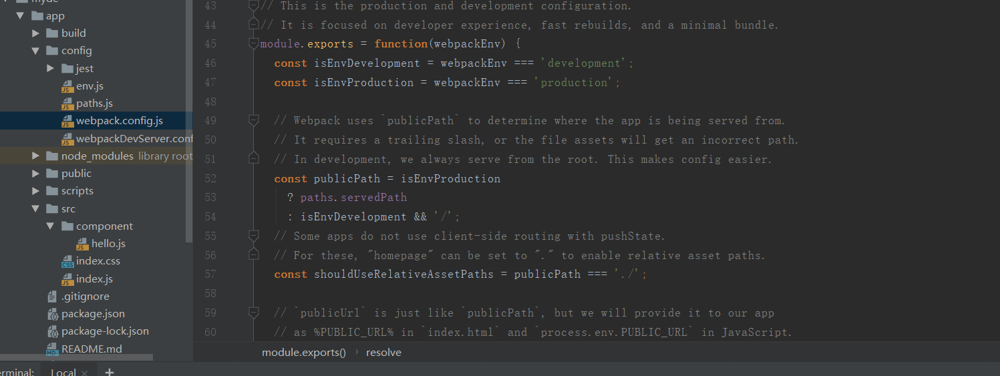 app
build
config
jest
env.js
paths.js
webpack.config.js
webpackDevServer.conf
node_modules library root
public
scripts
src
component
hello.js
index.css
index.js
.gitignore
package.json
package-lock.json
README.md
43 // This is the production and development configuration.
44 // It is focused on developer experience, fast rebuilds, and a minimal bundle.
45 module.exports = function(webpackEnv) {
46 const isEnvDevelopment = webpackEnv === 'development';
47 const isEnvProduction = webpackEnv === 'production';
48
49 // Webpack uses `publicPath` to determine where the app is being served from.
50 // It requires a trailing slash, or the file assets will get an incorrect path.
51 // In development, we always serve from the root. This makes config easier.
52 const publicPath = isEnvProduction
53 ? paths.servedPath
54 : isEnvDevelopment && '/';
55 // Some apps do not use client-side routing with pushState.
56 // For these, "homepage" can be set to "." to enable relative asset paths.
57 const shouldUseRelativeAssetPaths = publicPath === './';
58
59 // `publicUrl` is just like `publicPath`, but we will provide it to our app
60 // as %PUBLIC_URL% in `index.html` and `process.env.PUBLIC_URL` in JavaScript.
module.exports() › resolve
erminal: Local × +